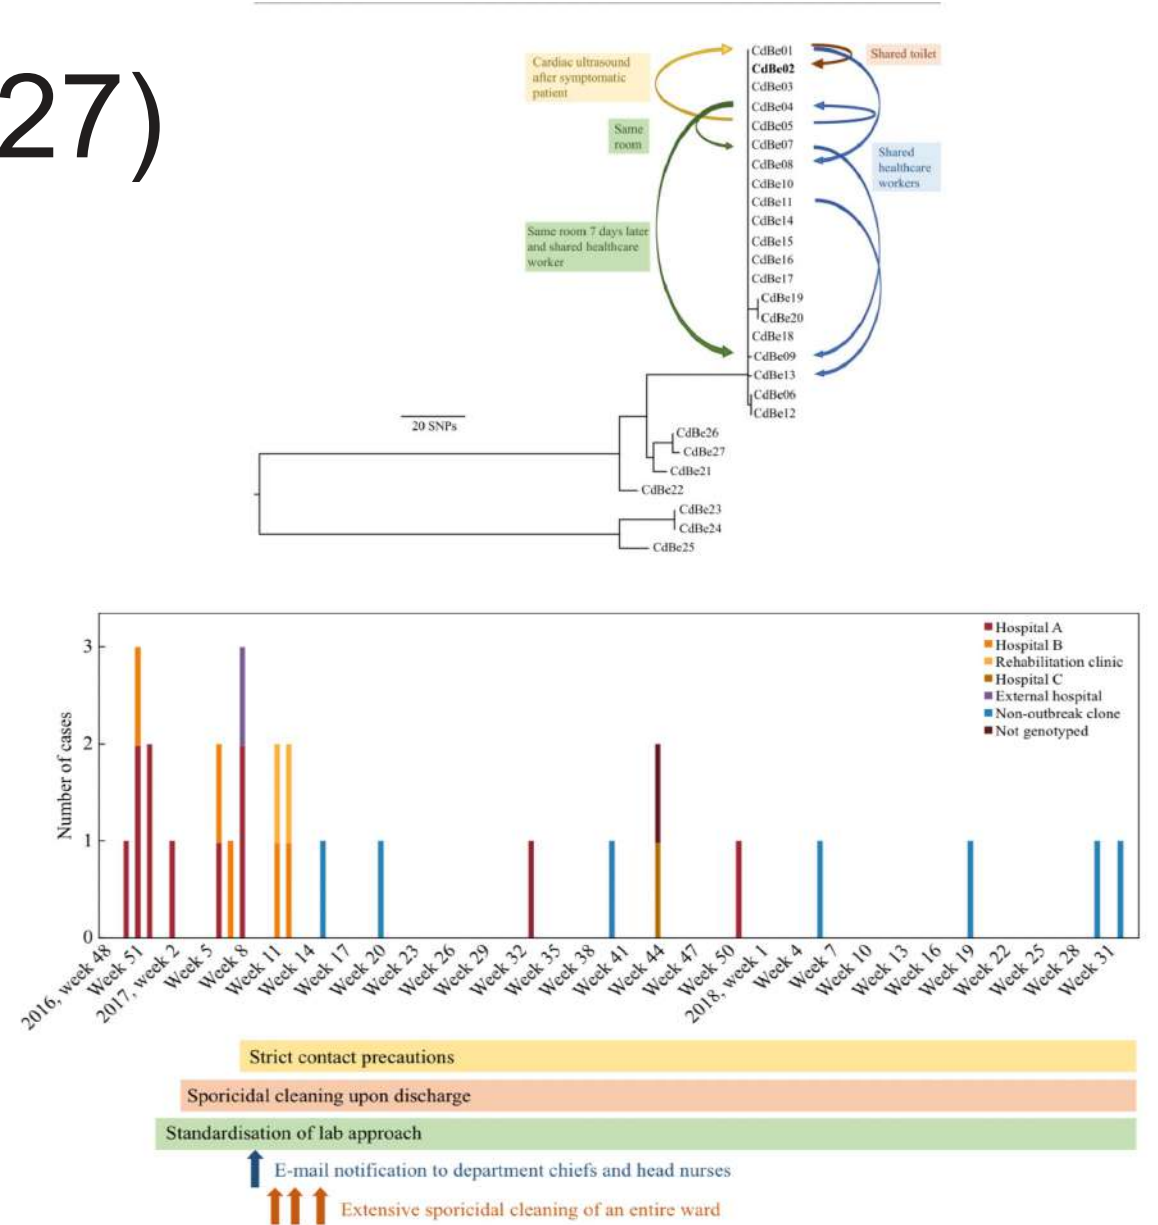 27)
Cardiac ultrasound
after symptomatic
patient
Same
room
Same room 7 days later
and shared healthcare
worker
Shared toilet
Shared
healthcare
workers
CdBe01
CdBe02
CdBe03
CdBe04
CdBe05
CdBe07
CdBe08
CdBe10
CdBe11
CdBe14
CdBe15
CdBe16
CdBe17
CdBe19
CdBe20
CdBe18
CdBe09
CdBe13
CdBe06
CdBe12
20 SNPs
CdBe26
CdBe27
CdBe21
CdBe22
CdBe23
CdBe24
CdBe25
Number of cases
3
2
1
0
Hospital A
Hospital B
Rehabilitation clinic
Hospital C
External hospital
Non-outbreak clone
Not genotyped
2016, week 48
Week 51
2017, week 2
Week 5
Week 8
Week 11
Week 14
Week 17
Week 20
Week 23
Week 26
Week 29
Week 32
Week 35
Week 38
Week 41
Week 44
Week 47
Week 50
2018, week 1
Week 4
Week 7
Week 10
Week 13
Week 16
Week 19
Week 22
Week 25
Week 28
Week 31
Strict contact precautions
Sporicidal cleaning upon discharge
Standardisation of lab approach
E-mail notification to department chiefs and head nurses
Extensive sporicidal cleaning of an entire ward